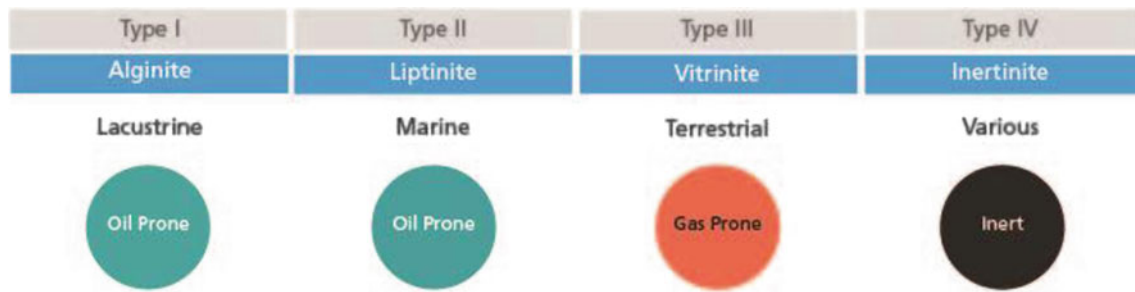 Type I Type II Type III Type IV
Alginite Liptinite Vitrinite Inertinite
Lacustrine Marine Terrestrial Various
Oil Prone Oil Prone Gas Prone Inert